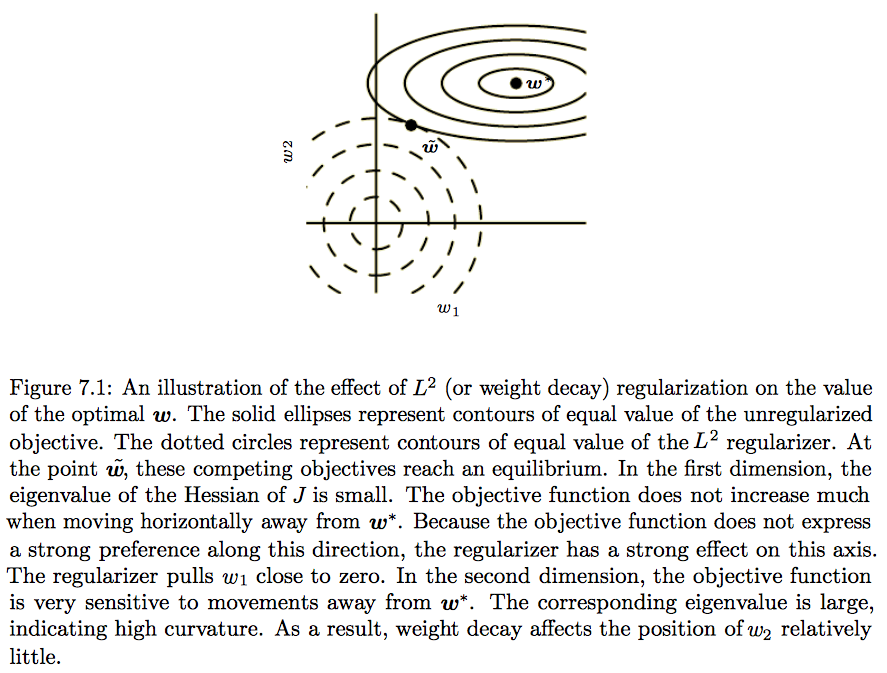 w*
w̃
w2
w1
Figure 7.1: An illustration of the effect of L² (or weight decay) regularization on the value
of the optimal w. The solid ellipses represent contours of equal value of the unregularized
objective. The dotted circles represent contours of equal value of the L² regularizer. At
the point w̃, these competing objectives reach an equilibrium. In the first dimension, the
eigenvalue of the Hessian of J is small. The objective function does not increase much
when moving horizontally away from w*. Because the objective function does not express
a strong preference along this direction, the regularizer has a strong effect on this axis.
The regularizer pulls w₁ close to zero. In the second dimension, the objective function
is very sensitive to movements away from w*. The corresponding eigenvalue is large,
indicating high curvature. As a result, weight decay affects the position of w₂ relatively
little.